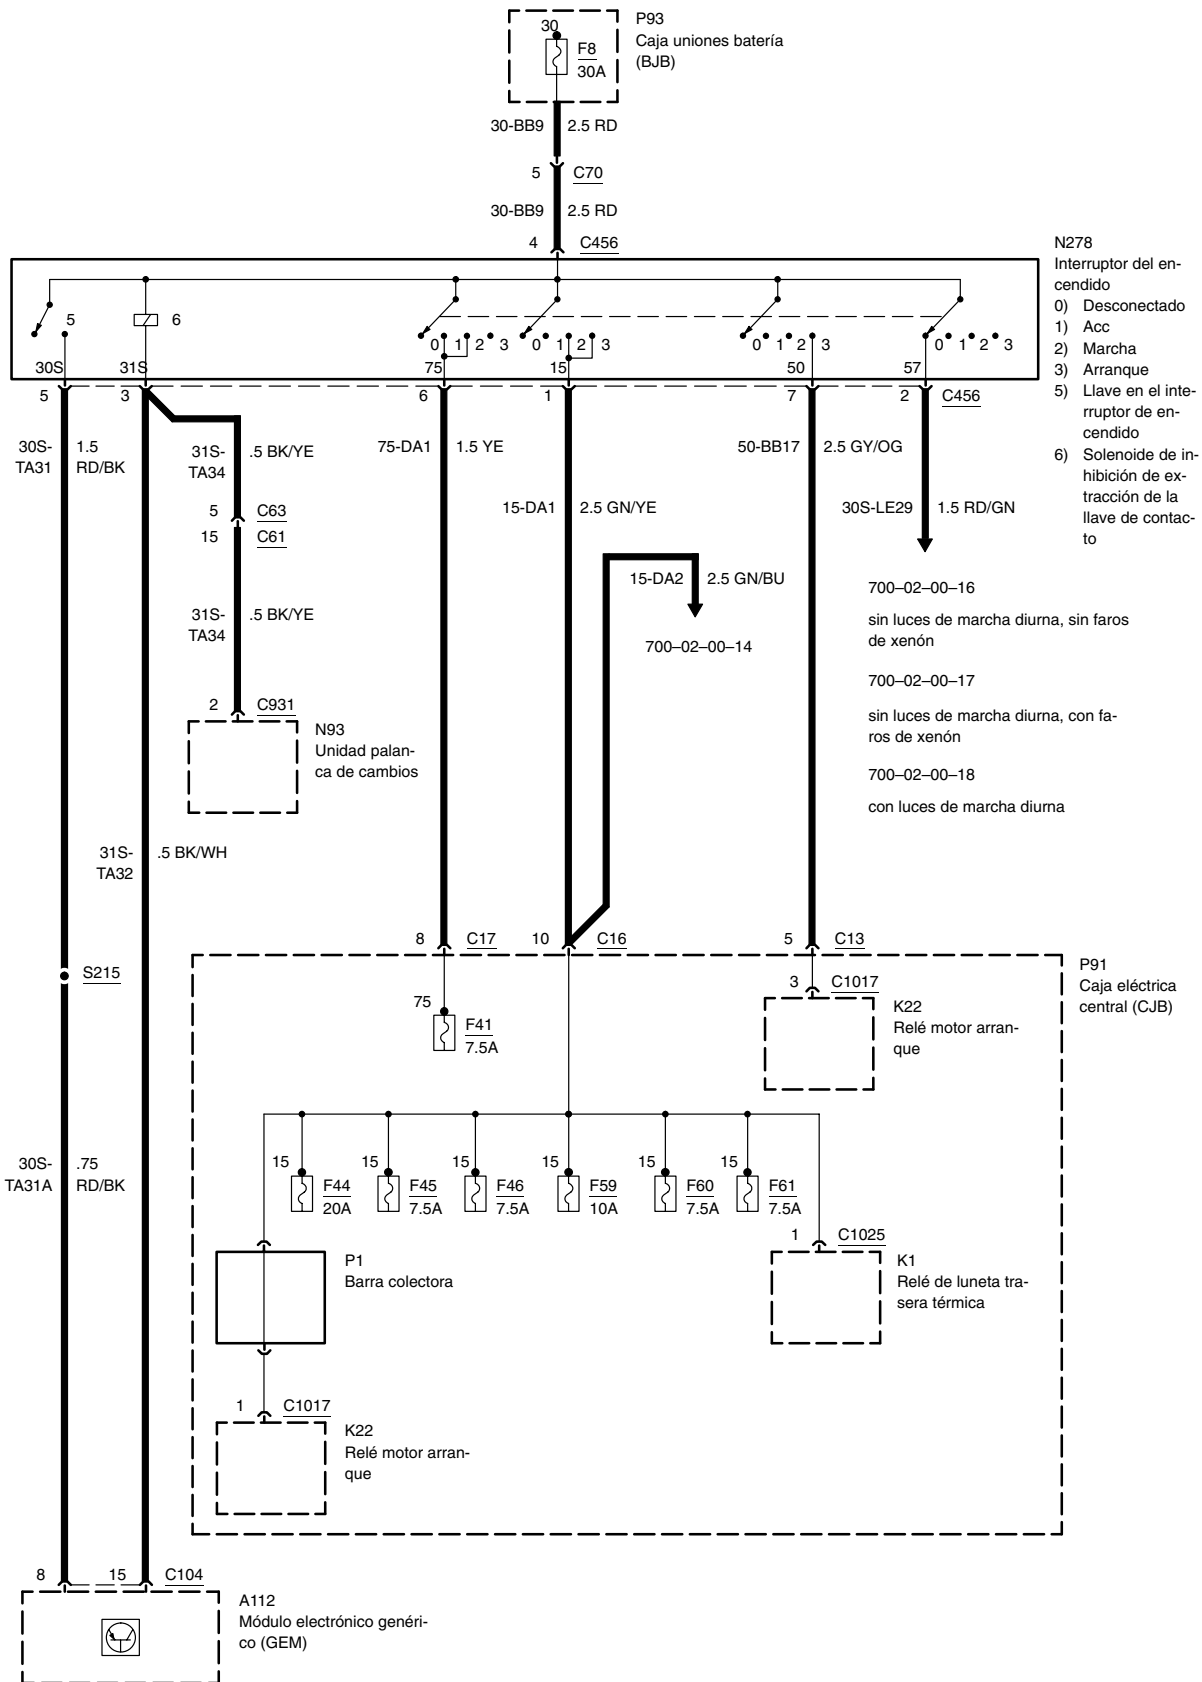 30
F8
30A
P93
Caja uniones batería
(BJB)
30-BB9 2.5 RD
5 C70
30-BB9 2.5 RD
4 C456
N278
Interruptor del en-
cendido
0) Desconectado
1) Acc
2) Marcha
3) Arranque
5) Llave en el inte-
rruptor de en-
cendido
6) Solenoide de in-
hibición de ex-
tracción de la
llave de contac-
to
5 6
0 1 2 3 0 1 2 3 0 1 2 3 0 1 2 3
30S 31S 75 15 50 57
5 3 6 1 7 2 C456
30S-
TA31
1.5
RD/BK
31S-
TA34
.5 BK/YE
75-DA1 1.5 YE
50-BB17 2.5 GY/OG
15-DA1 2.5 GN/YE
30S-LE29 1.5 RD/GN
5 C63
15 C61
15-DA2 2.5 GN/BU
700–02–00–14
700–02–00–16
sin luces de marcha diurna, sin faros
de xenón
700–02–00–17
sin luces de marcha diurna, con fa-
ros de xenón
700–02–00–18
con luces de marcha diurna
31S-
TA34
.5 BK/YE
2 C931
N93
Unidad palan-
ca de cambios
31S-
TA32
.5 BK/WH
8 C17
10 C16
5 C13
S215
P91
Caja eléctrica
central (CJB)
3 C1017
K22
Relé motor arran-
que
75
F41
7.5A
30S-
TA31A
.75
RD/BK
15 F44
20A
15 F45
7.5A
15 F46
7.5A
15 F59
10A
15 F60
7.5A
15 F61
7.5A
1 C1025
P1
Barra colectora
K1
Relé de luneta tra-
sera térmica
1 C1017
K22
Relé motor arran-
que
8 15 C104
A112
Módulo electrónico genéri-
co (GEM)